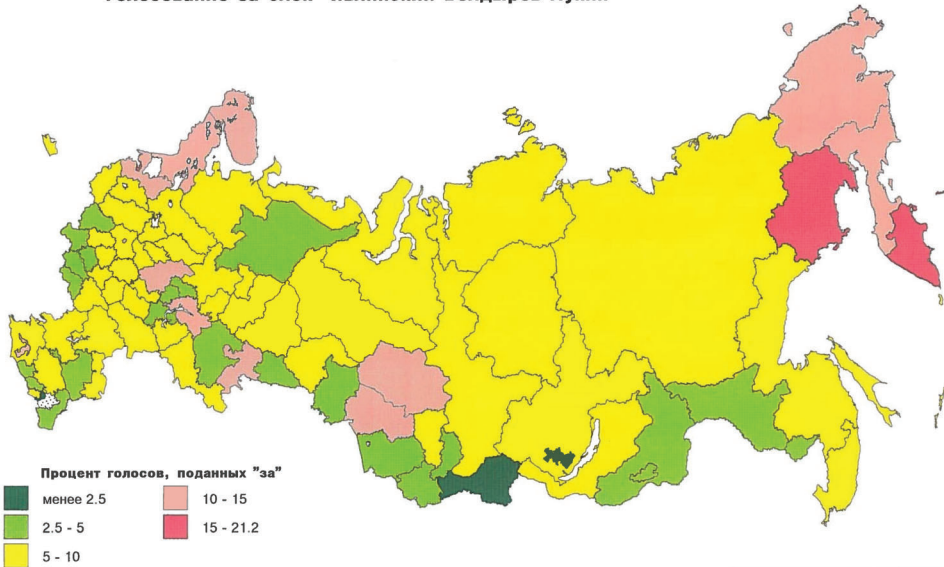 Процент голосов, поданных "за"
менее 2.5
2.5 - 5
5 - 10
10 - 15
15 - 21.2